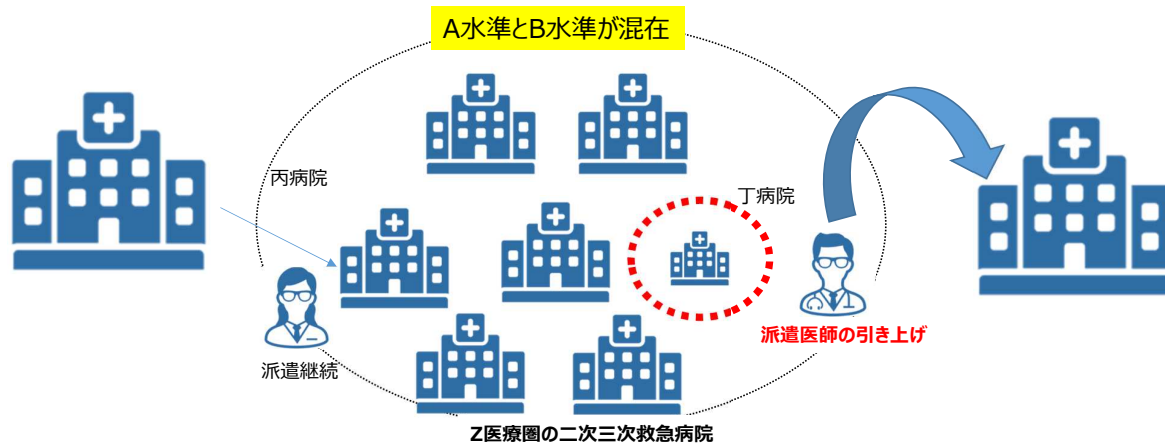 A水準とB水準が混在
丙病院
丁病院
派遣継続
派遣医師の引き上げ
Z医療圏の二次三次救急病院